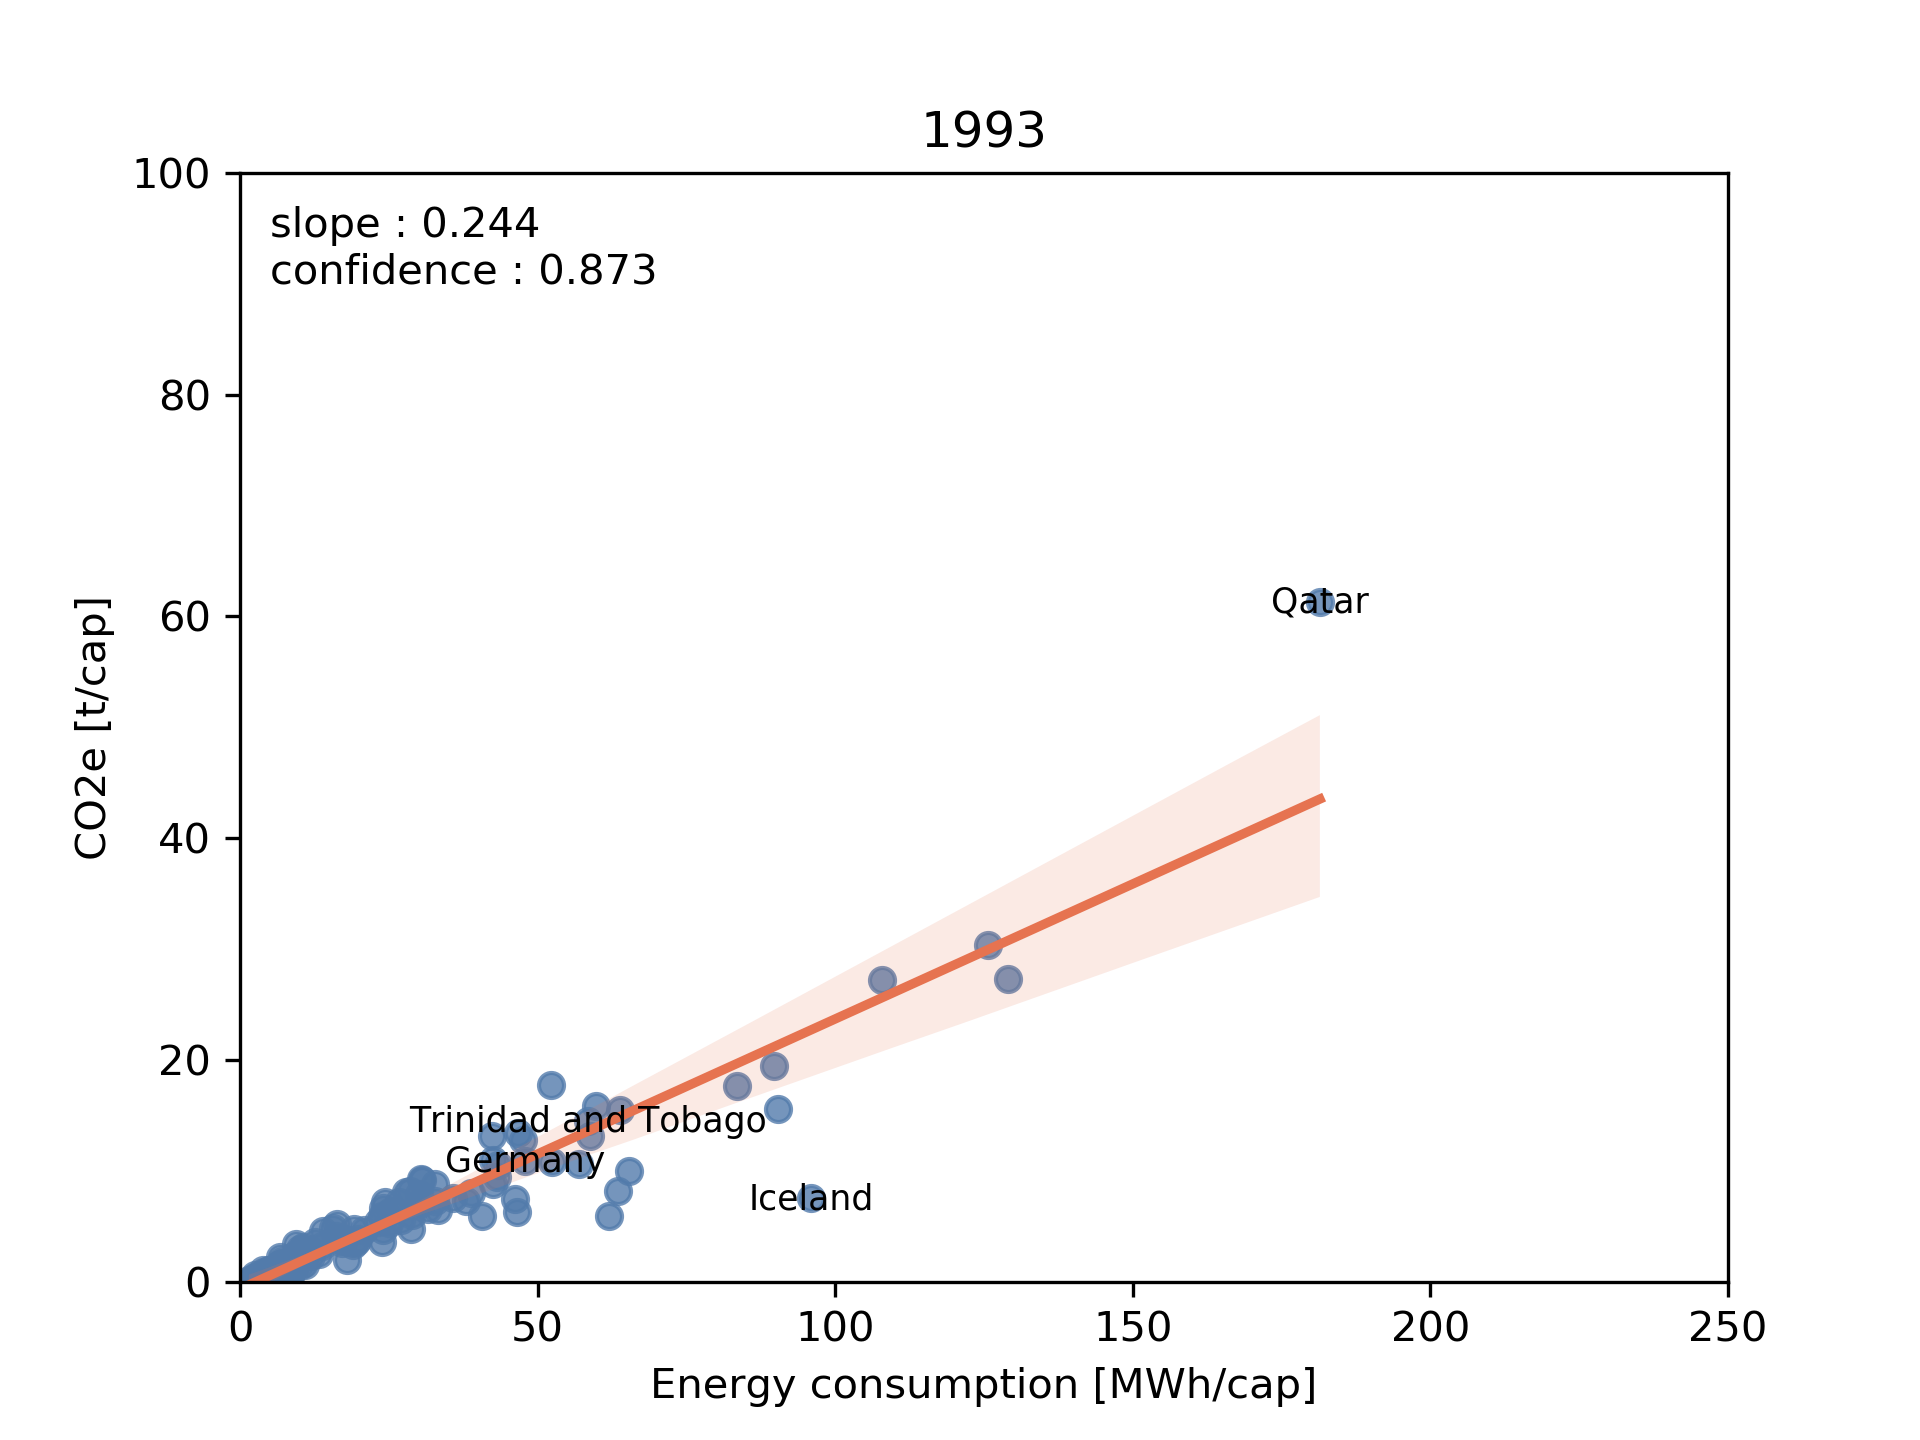 1993
100
slope : 0.244
confidence : 0.873
80
60
40
20
0
CO2e [t/cap]
Qatar
Trinidad and Tobago
Germany
Iceland
0 50 100 150 200 250
Energy consumption [MWh/cap]